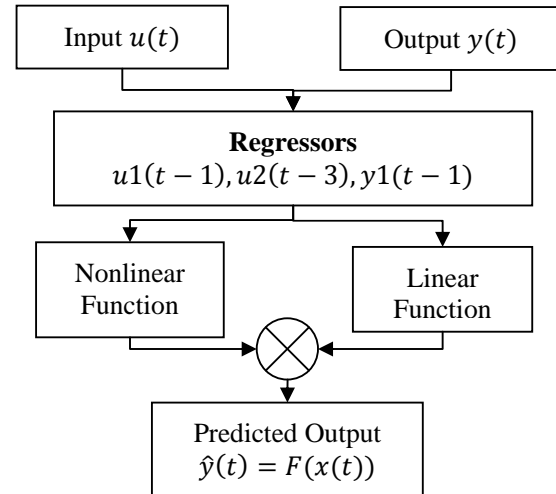 Input u(t)
Output y(t)
Regressors
u1(t − 1), u2(t − 3), y1(t − 1)
Nonlinear
Function
Linear
Function
Predicted Output
ŷ(t) = F(x(t))